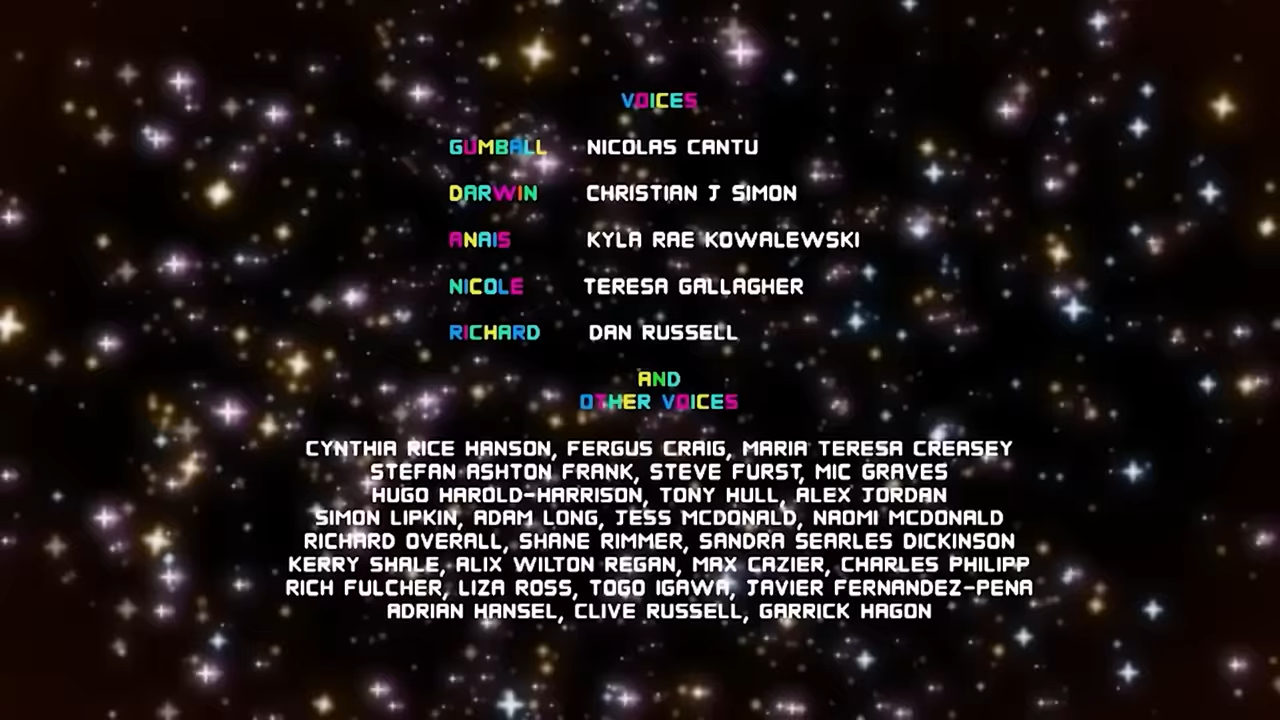 VOICES
GUMBALL NICOLAS CANTU
DARWIN CHRISTIAN J SIMON
ANAIS KYLA RAE KOWALEWSKI
NICOLE TERESA GALLAGHER
RICHARD DAN RUSSELL
AND
OTHER VOICES
CYNTHIA RICE HANSON, FERGUS CRAIG, MARIA TERESA CREASEY
STEFAN ASHTON FRANK, STEVE FURST, MIC GRAVES
HUGO HAROLD-HARRISON, TONY HULL, ALEX JORDAN
SIMON LIPKIN, ADAM LONG, JESS MCDONALD, NAOMI MCDONALD
RICHARD OVERALL, SHANE RIMMER, SANDRA SEARLES DICKINSON
KERRY SHALE, ALIX WILTON REGAN, MAX CAZIER, CHARLES PHILIPP
RICH FULCHER, LIZA ROSS, TOGO IGAWA, JAVIER FERNANDEZ-PENA
ADRIAN HANSEL, CLIVE RUSSELL, GARRICK HAGON